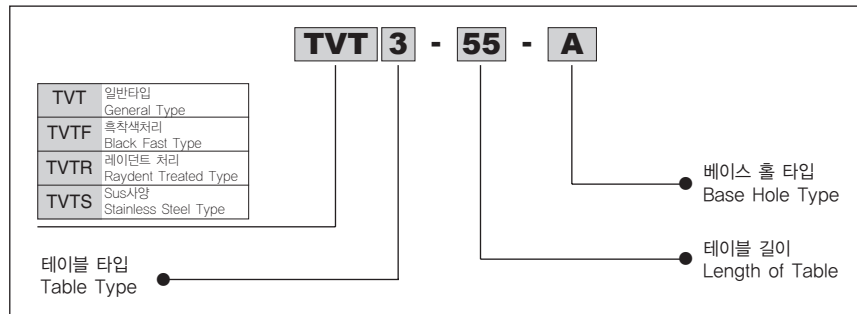 TVT 3 - 55 - A
TVT 일반타입
General Type
TVTF 흑착색처리
Black Fast Type
TVTR 레이던트 처리
Raydent Treated Type
TVTS Sus사양
Stainless Steel Type
베이스 홀 타입
Base Hole Type
테이블 길이
Length of Table
테이블 타입
Table Type